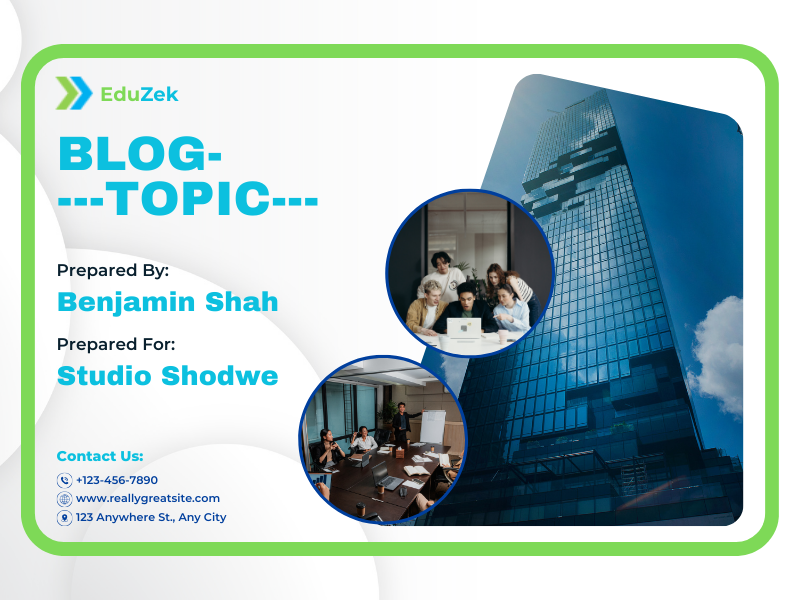 EduZek
BLOG-
---TOPIC---
Prepared By:
Benjamin Shah
Prepared For:
Studio Shodwe
Contact Us:
+123-456-7890
www.reallygreatsite.com
123 Anywhere St., Any City